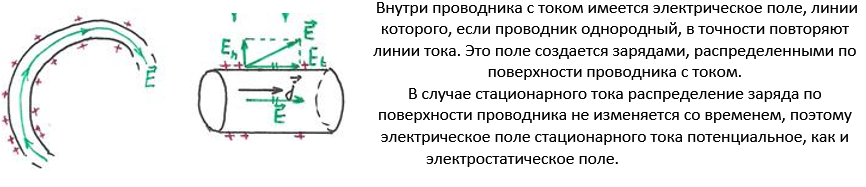 Внутри проводника с током имеется электрическое поле, линии
которого, если проводник однородный, в точности повторяют
линии тока. Это поле создается зарядами, распределенными по
поверхности проводника с током.
В случае стационарного тока распределение заряда по
поверхности проводника не изменяется со временем, поэтому
электрическое поле стационарного тока потенциальное, как и
электростатическое поле.
E
En
E
Et
j
E